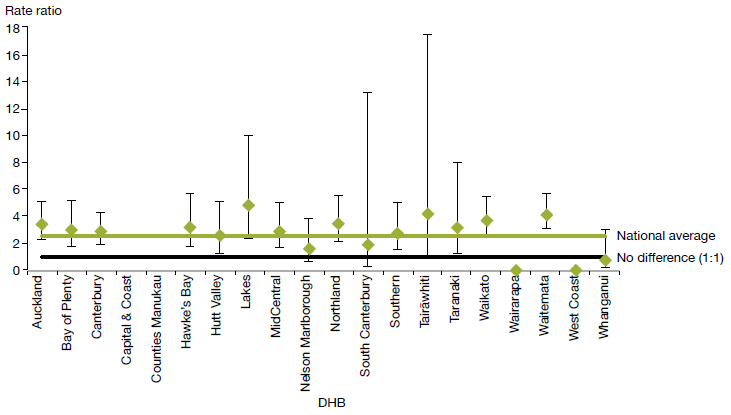 Rate ratio
18
16
14
12
10
8
6
4
2
0
National average
No difference (1:1)
Auckland
Bay of Plenty
Canterbury
Capital & Coast
Counties Manukau
Hawke's Bay
Hutt Valley
Lakes
MidCentral
Nelson Marlborough
Northland
South Canterbury
Southern
Tairāwhiti
Taranaki
Waikato
Wairarapa
Waitemata
West Coast
Whanganui
DHB